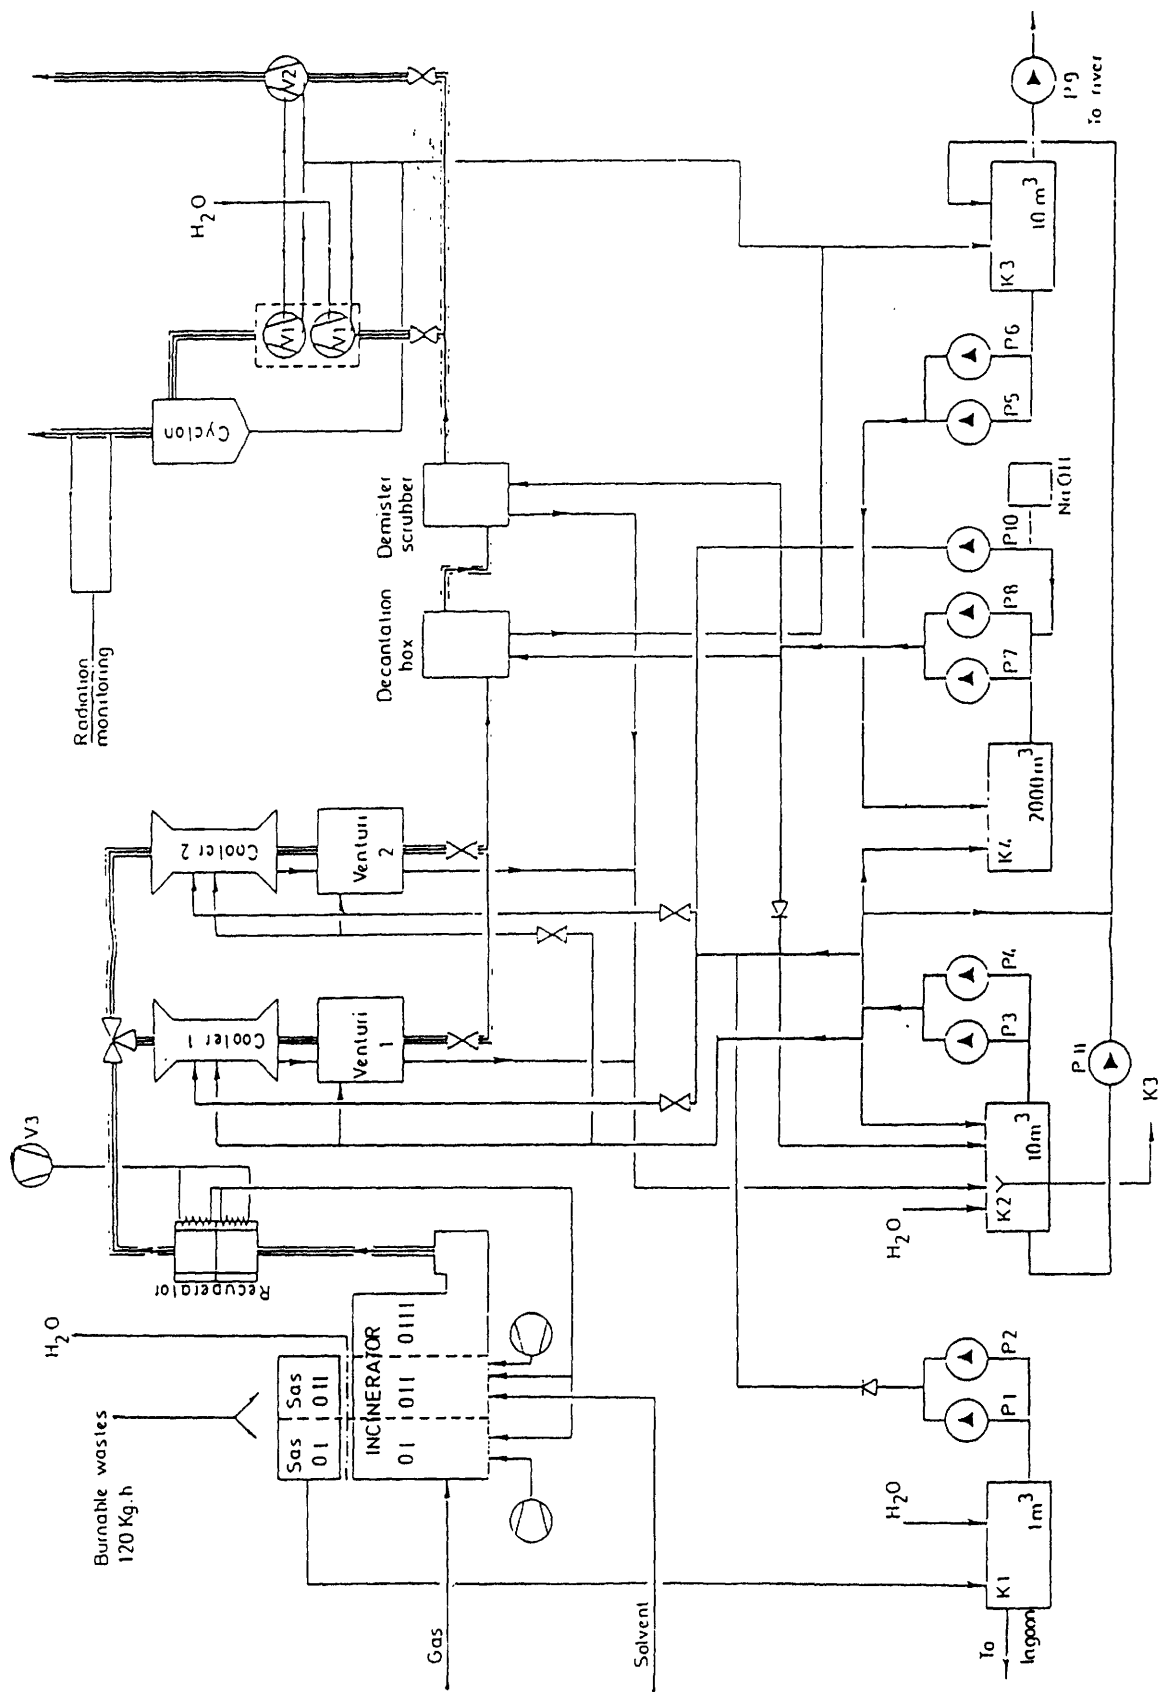 Burnable wastes
120 Kg.h
H2O
Sas
01
Sas
011
INCINERATOR
01
011
0111
Gas
Solvent
Recuperator
V3
Cooler 1
Venturi
1
Cooler 2
Venturi
2
Radiation
monitoring
Cyclon
V1
V1
V2
H2O
Decantation
box
Demister
scrubber
To
lagoon
K1
1m3
H2O
P1
P2
H2O
K2
10m3
K3
P11
P3
P4
K4
2000m3
P7
P8
P10
NaOH
P5
P6
K3
10m3
P9
To river